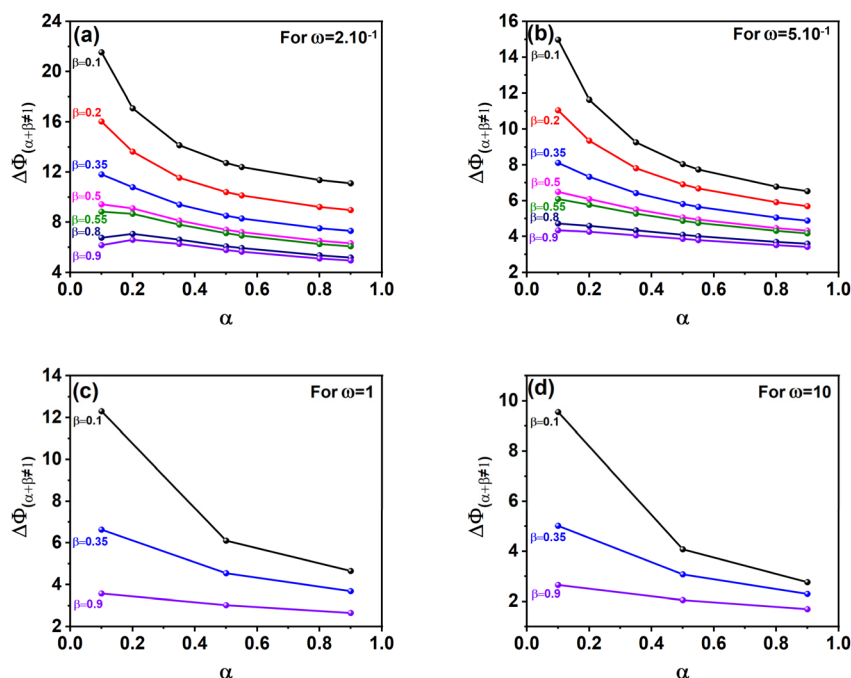 (a)
For ω=2.10⁻¹
24
20
16
12
8
4
ΔΦ(α+β≠1)
β=0.1
β=0.2
β=0.35
β=0.5
β=0.55
β=0.8
β=0.9
0.0 0.2 0.4 0.6 0.8 1.0
α
(b)
For ω=5.10⁻¹
16
14
12
10
8
6
4
2
ΔΦ(α+β≠1)
β=0.1
β=0.2
β=0.35
β=0.5
β=0.55
β=0.8
β=0.9
0.0 0.2 0.4 0.6 0.8 1.0
α
(c)
For ω=1
14
12
10
8
6
4
2
ΔΦ(α+β≠1)
β=0.1
β=0.35
β=0.9
0.0 0.2 0.4 0.6 0.8 1.0
α
(d)
For ω=10
10
8
6
4
2
ΔΦ(α+β≠1)
β=0.1
β=0.35
β=0.9
0.0 0.2 0.4 0.6 0.8 1.0
α